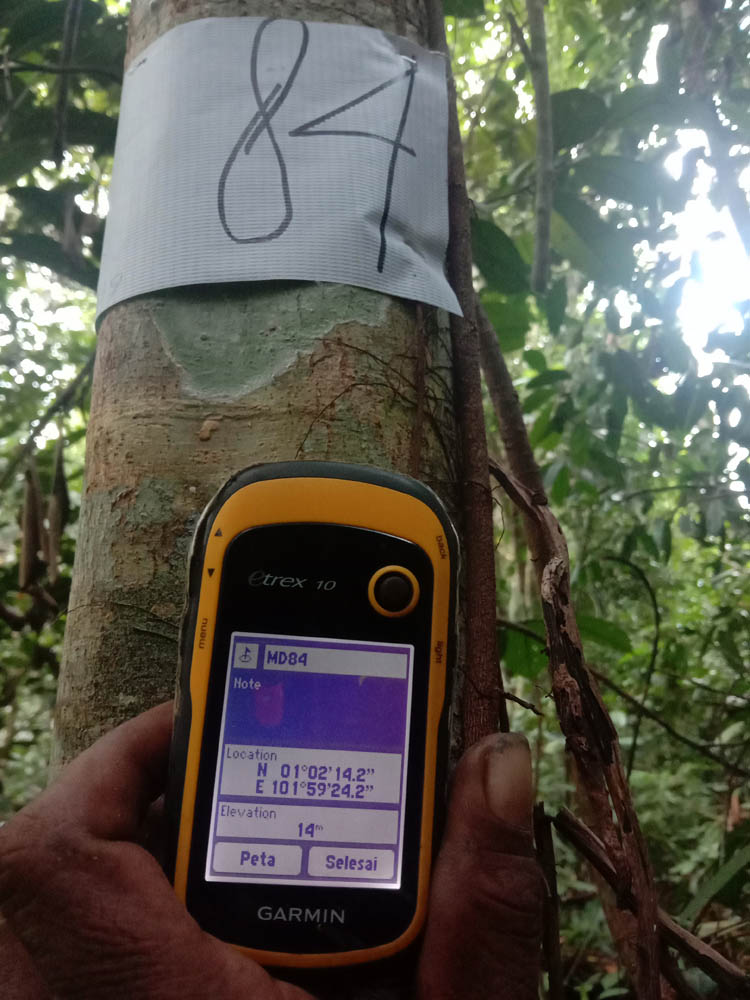 84
etrex 10
back
menu
light
MD84
Note
Location
N 01°02'14.2"
E 101°59'24.2"
Elevation
14m
Peta Selesai
GARMIN